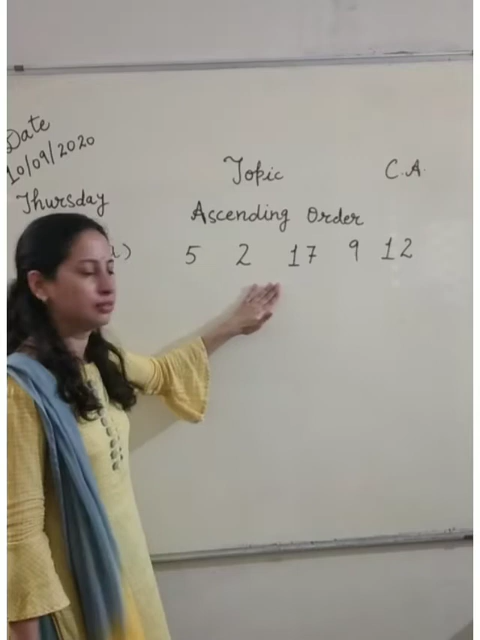 Date
10/09/2020
Thursday
Topic C.A.
Ascending Order
5 2 17 9 12